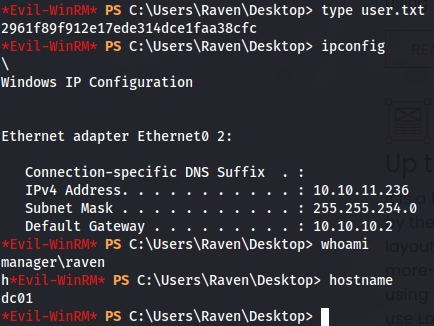 *Evil-WinRM* PS C:\Users\Raven\Desktop> type user.txt
2961f89f912e17ede314dce1faa38cfc
*Evil-WinRM* PS C:\Users\Raven\Desktop> ipconfig
\
Windows IP Configuration
Ethernet adapter Ethernet0 2:
Connection-specific DNS Suffix . :
IPv4 Address. . . . . . . . . . . : 10.10.11.236
Subnet Mask . . . . . . . . . . . : 255.255.254.0
Default Gateway . . . . . . . . . : 10.10.10.2
*Evil-WinRM* PS C:\Users\Raven\Desktop> whoami
manager\raven
h*Evil-WinRM* PS C:\Users\Raven\Desktop> hostname
dc01
*Evil-WinRM* PS C:\Users\Raven\Desktop>